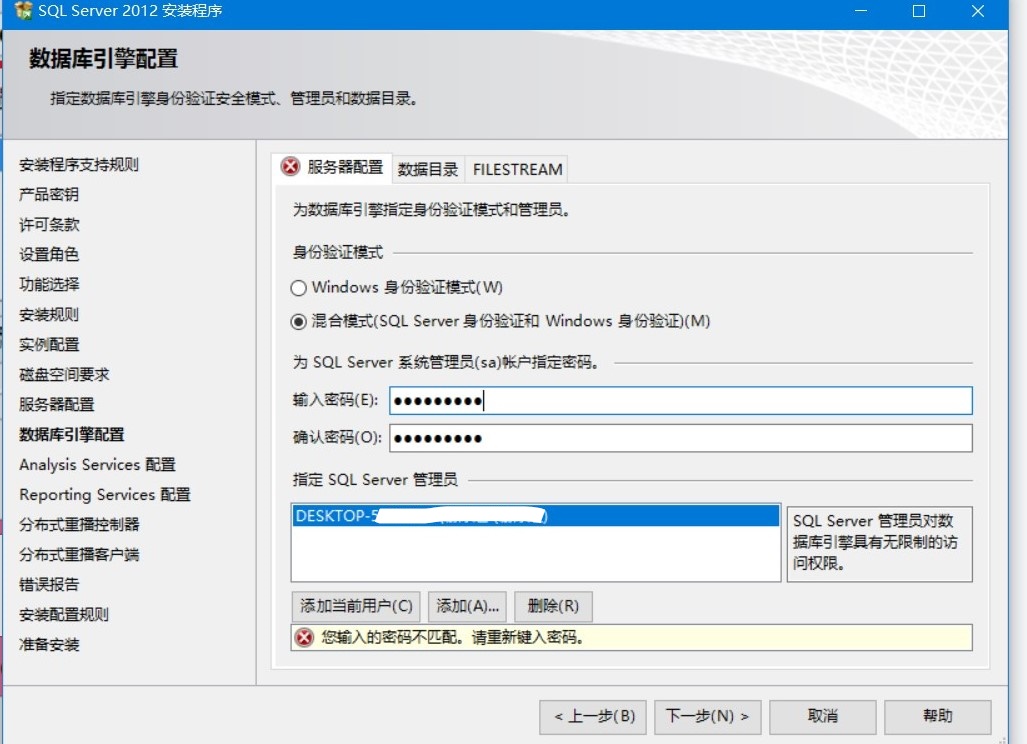 SQL Server 2012 安装程序
数据库引擎配置
指定数据库引擎身份验证安全模式、管理员和数据目录。
安装程序支持规则
产品密钥
许可条款
设置角色
功能选择
安装规则
实例配置
磁盘空间要求
服务器配置
数据库引擎配置
Analysis Services 配置
Reporting Services 配置
分布式重播控制器
分布式重播客户端
错误报告
安装配置规则
准备安装
服务器配置 数据目录 FILESTREAM
为数据库引擎指定身份验证模式和管理员。
身份验证模式
Windows 身份验证模式(W)
混合模式(SQL Server 身份验证和 Windows 身份验证)(M)
为 SQL Server 系统管理员(sa)帐户指定密码。
输入密码(E): ●●●●●●●●●
确认密码(O): ●●●●●●●●●
指定 SQL Server 管理员
DESKTOP-5
SQL Server 管理员对数
据库引擎具有无限制的访
问权限。
添加当前用户(C) 添加(A)... 删除(R)
您输入的密码不匹配。请重新键入密码。
< 上一步(B) 下一步(N) > 取消 帮助